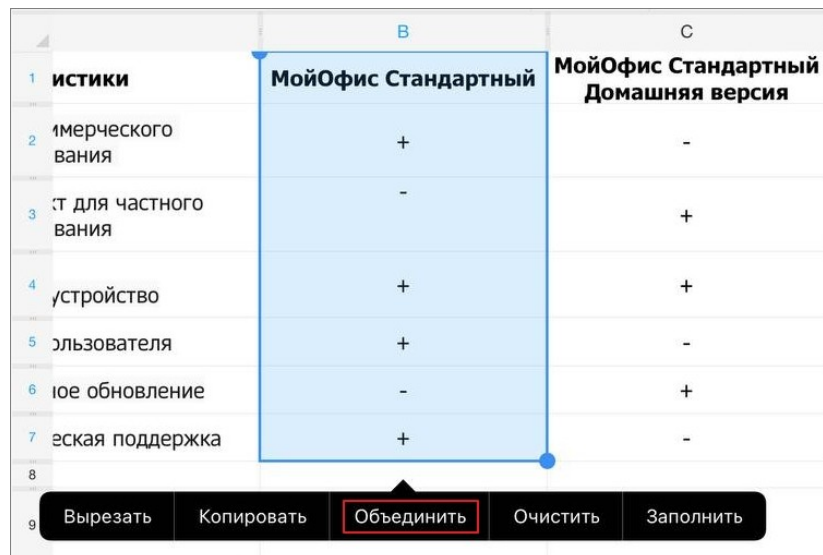 B C
1 истики МойОфис Стандартный МойОфис Стандартный
Домашняя версия
2 ммерческого + -
вания
3 кт для частного - +
вания
4 устройство + +
5 ользователя + -
6 ное обновление - +
7 еская поддержка + -
8
9 Вырезать Копировать Объединить Очистить Заполнить